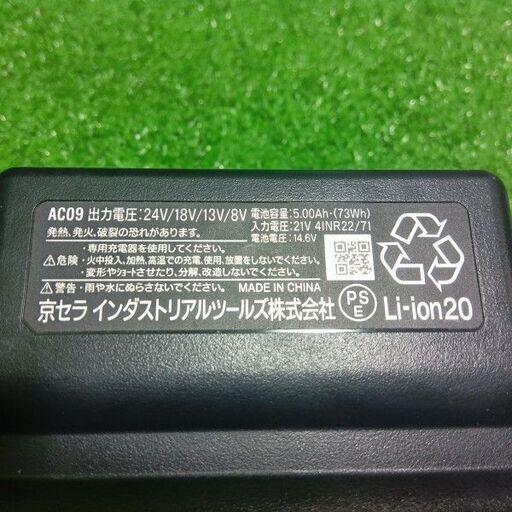 AC09 出力電圧:24V/18V/13V/8V 電池容量:5.00Ah·(73Wh)
発熱、発火、破裂の恐れがあります。 入力電圧:21V 4INR22/71
電池電圧:14.6V
・専用充電器を使用してください。
⚠危険・火中投入、加熱、高温での充電、使用、放置をしないでください。
・変形やショートさせたり、分解、改造しないでください。
⚠警告・雨や水にぬらさないでください。 MADE IN CHINA
京セラ インダストリアルツールズ株式会社 PSE Li-ion20